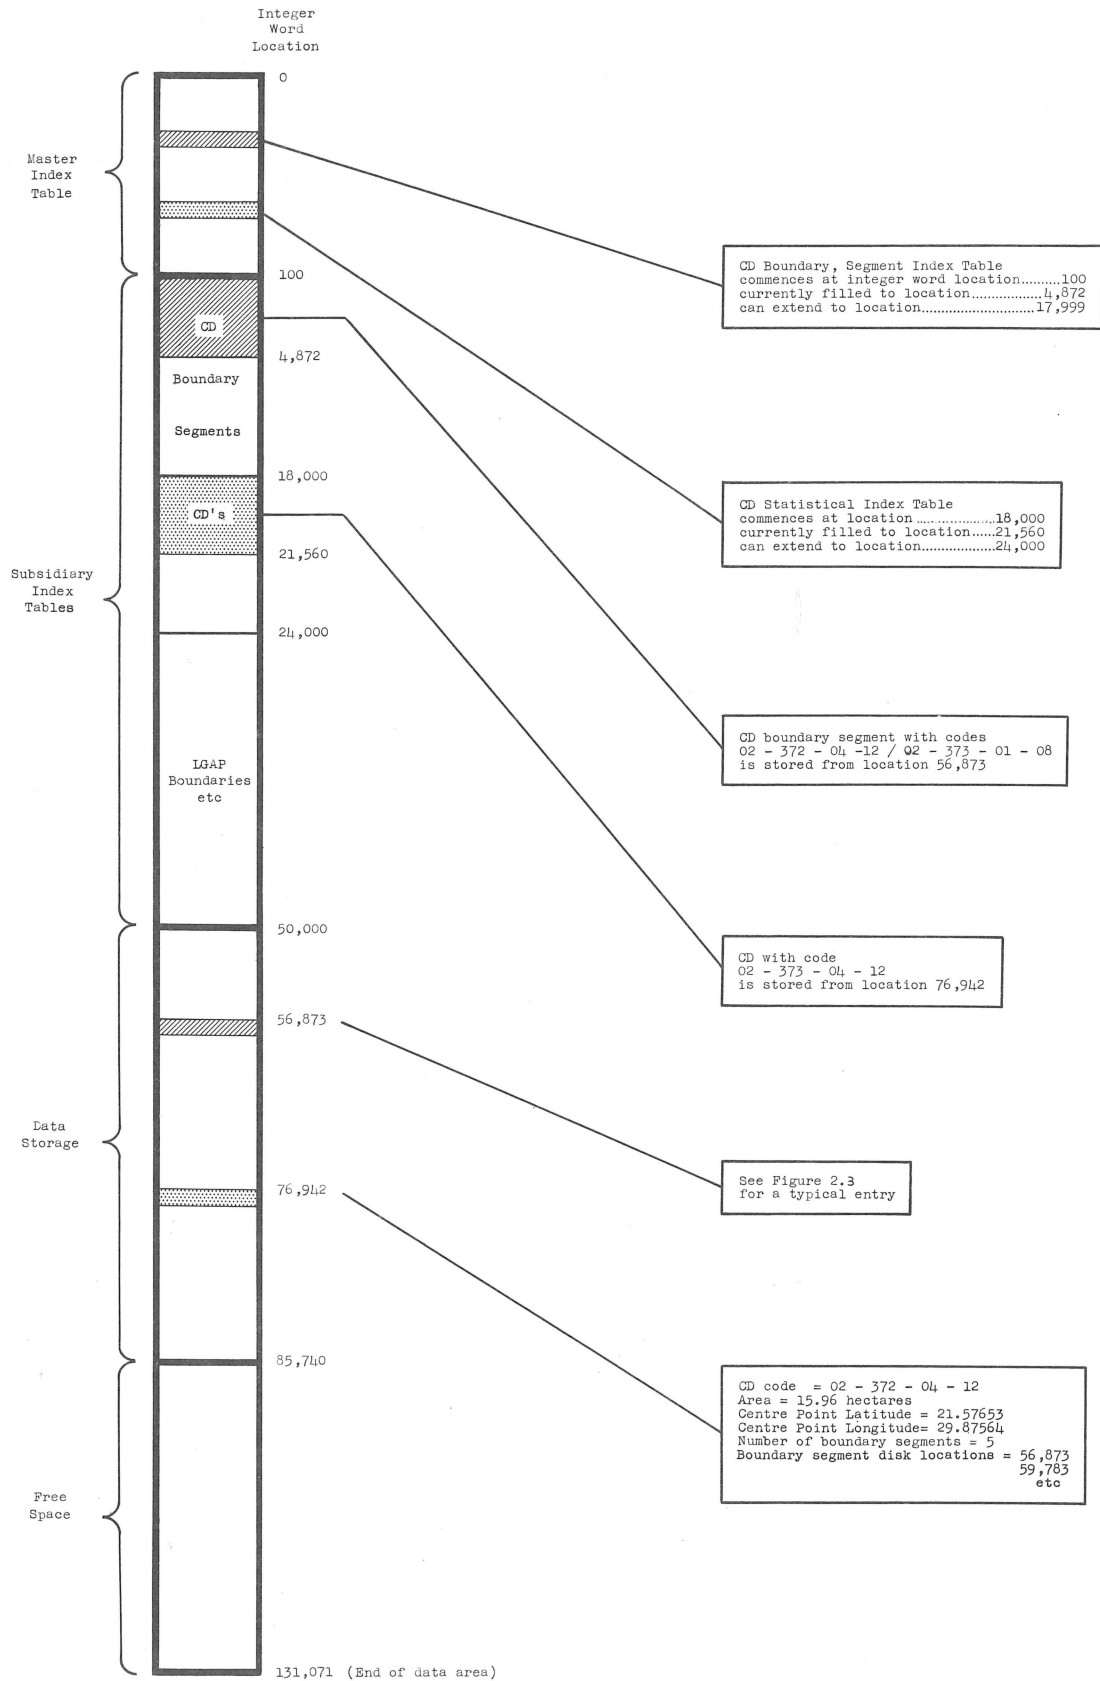 Integer
Word
Location
0
Master
Index
Table
100
CD
4,872
Boundary
Segments
18,000
CD's
21,560
Subsidiary
Index
Tables
24,000
LGAP
Boundaries
etc
50,000
56,873
Data
Storage
76,942
85,740
Free
Space
131,071 (End of data area)
CD Boundary, Segment Index Table
commences at integer word location.........100
currently filled to location.................4,872
can extend to location............................17,999
CD Statistical Index Table
commences at location ....................18,000
currently filled to location.....21,560
can extend to location..................24,000
CD boundary segment with codes
02 - 372 - 04 -12 / 02 - 373 - 01 - 08
is stored from location 56,873
CD with code
02 - 373 - 04 - 12
is stored from location 76,942
See Figure 2.3
for a typical entry
CD code = 02 - 372 - 04 - 12
Area = 15.96 hectares
Centre Point Latitude = 21.57653
Centre Point Longitude= 29.87564
Number of boundary segments = 5
Boundary segment disk locations = 56,873
59,783
etc